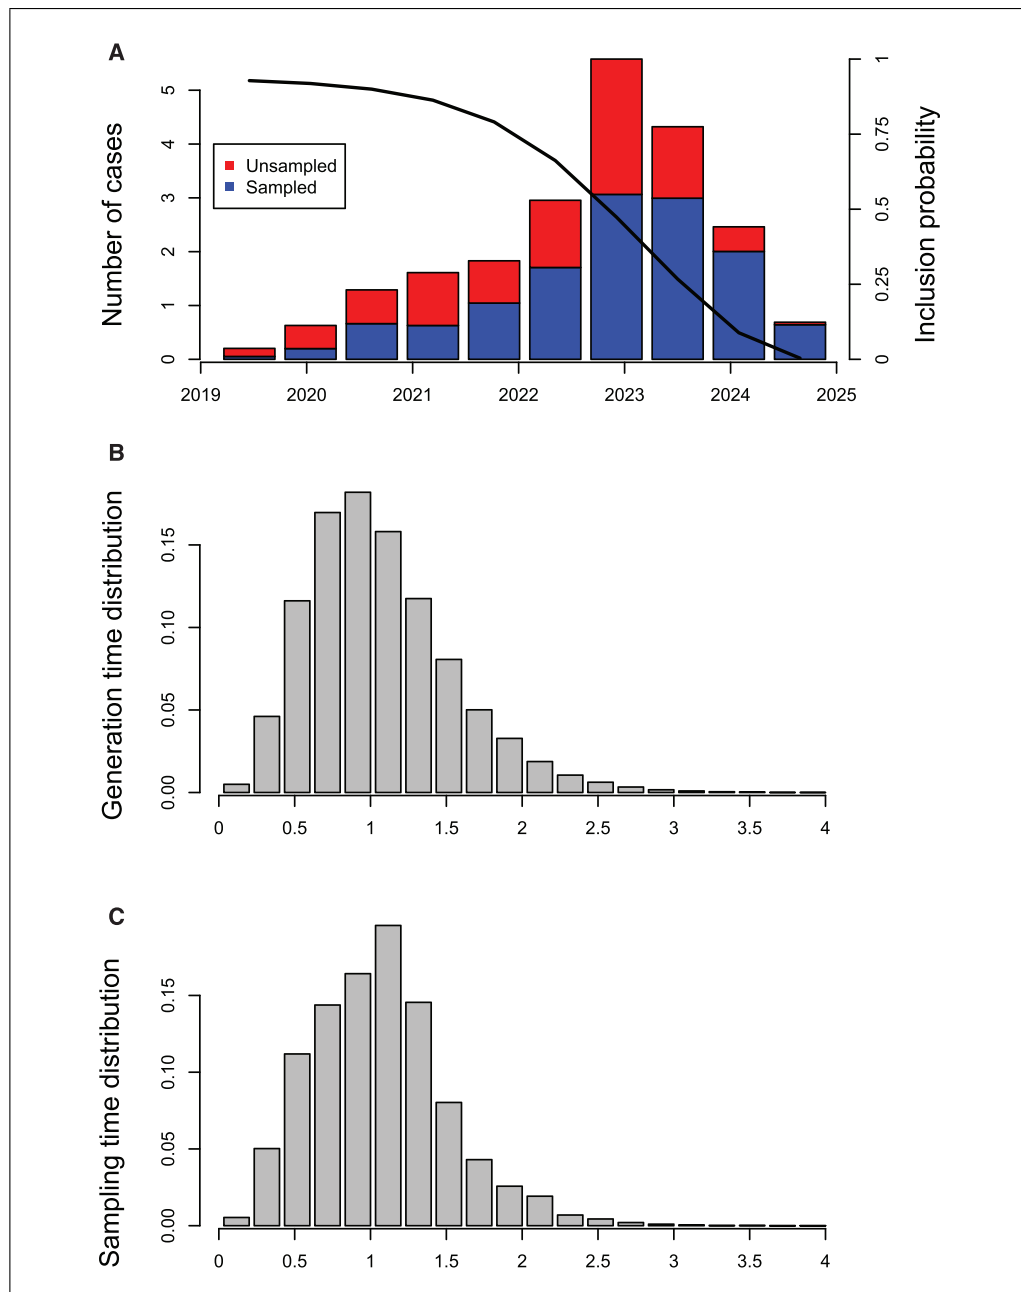 A
Number of cases
5
4
3
2
1
0
Unsampled
Sampled
1
0.75
0.5
0.25
0
Inclusion probability
2019 2020 2021 2022 2023 2024 2025
B
Generation time distribution
0.15
0.10
0.05
0.00
0 0.5 1 1.5 2 2.5 3 3.5 4
C
Sampling time distribution
0.15
0.10
0.05
0.00
0 0.5 1 1.5 2 2.5 3 3.5 4